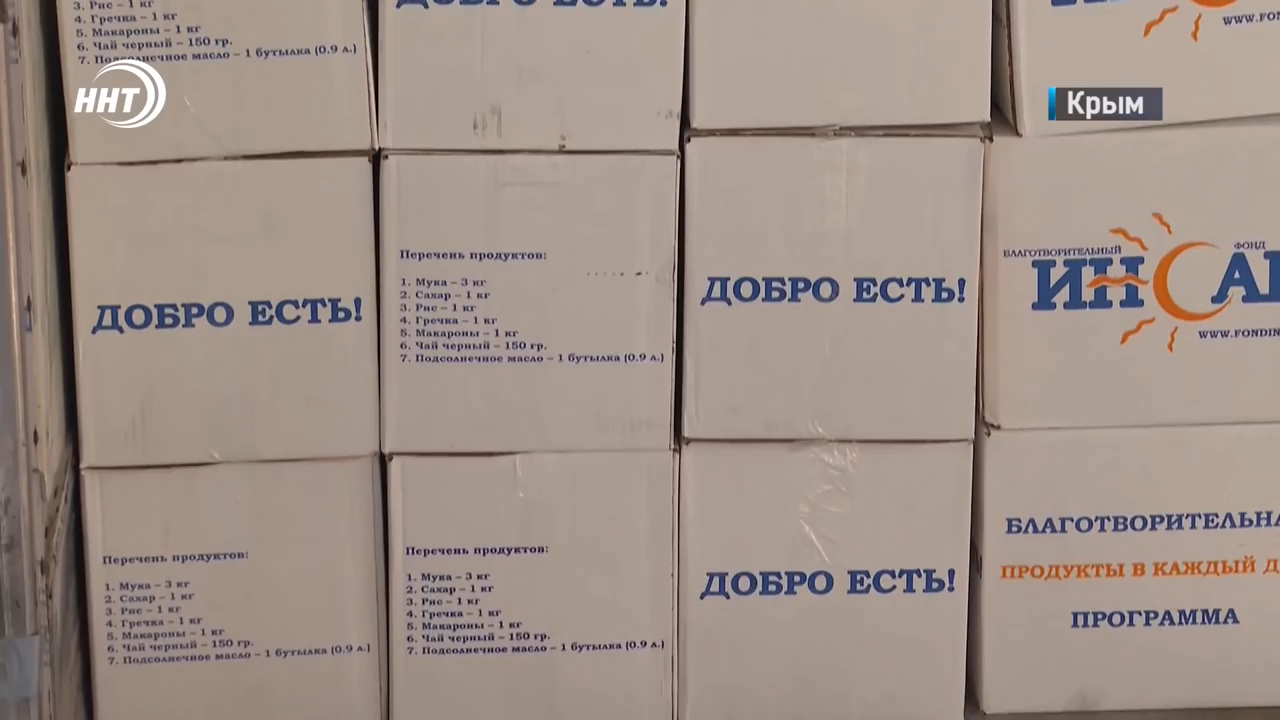 3. Рис – 1 кг
4. Гречка – 1 кг
5. Макароны – 1 кг
6. Чай черный – 150 гр.
7. Подсолнечное масло – 1 бутылка (0.9 л.)
ННТ
ДОБРО ЕСТЬ!
WWW.FON
Крым
ДОБРО ЕСТЬ!
Перечень продуктов:
1. Мука – 3 кг
2. Сахар – 1 кг
3. Рис – 1 кг
4. Гречка – 1 кг
5. Макароны – 1 кг
6. Чай черный – 150 гр.
7. Подсолнечное масло – 1 бутылка (0.9 л.)
ДОБРО ЕСТЬ!
БЛАГОТВОРИТЕЛЬНЫЙ ФОНД
ИНСА
WWW.FONDIN
Перечень продуктов:
1. Мука – 3 кг
2. Сахар – 1 кг
3. Рис – 1 кг
4. Гречка – 1 кг
5. Макароны – 1 кг
6. Чай черный – 150 гр.
7. Подсолнечное масло – 1 бутылка (0.9 л.)
Перечень продуктов:
1. Мука – 3 кг
2. Сахар – 1 кг
3. Рис – 1 кг
4. Гречка – 1 кг
5. Макароны – 1 кг
6. Чай черный – 150 гр.
7. Подсолнечное масло – 1 бутылка (0.9 л.)
ДОБРО ЕСТЬ!
БЛАГОТВОРИТЕЛЬНА
ПРОДУКТЫ В КАЖДЫЙ Д
ПРОГРАММА